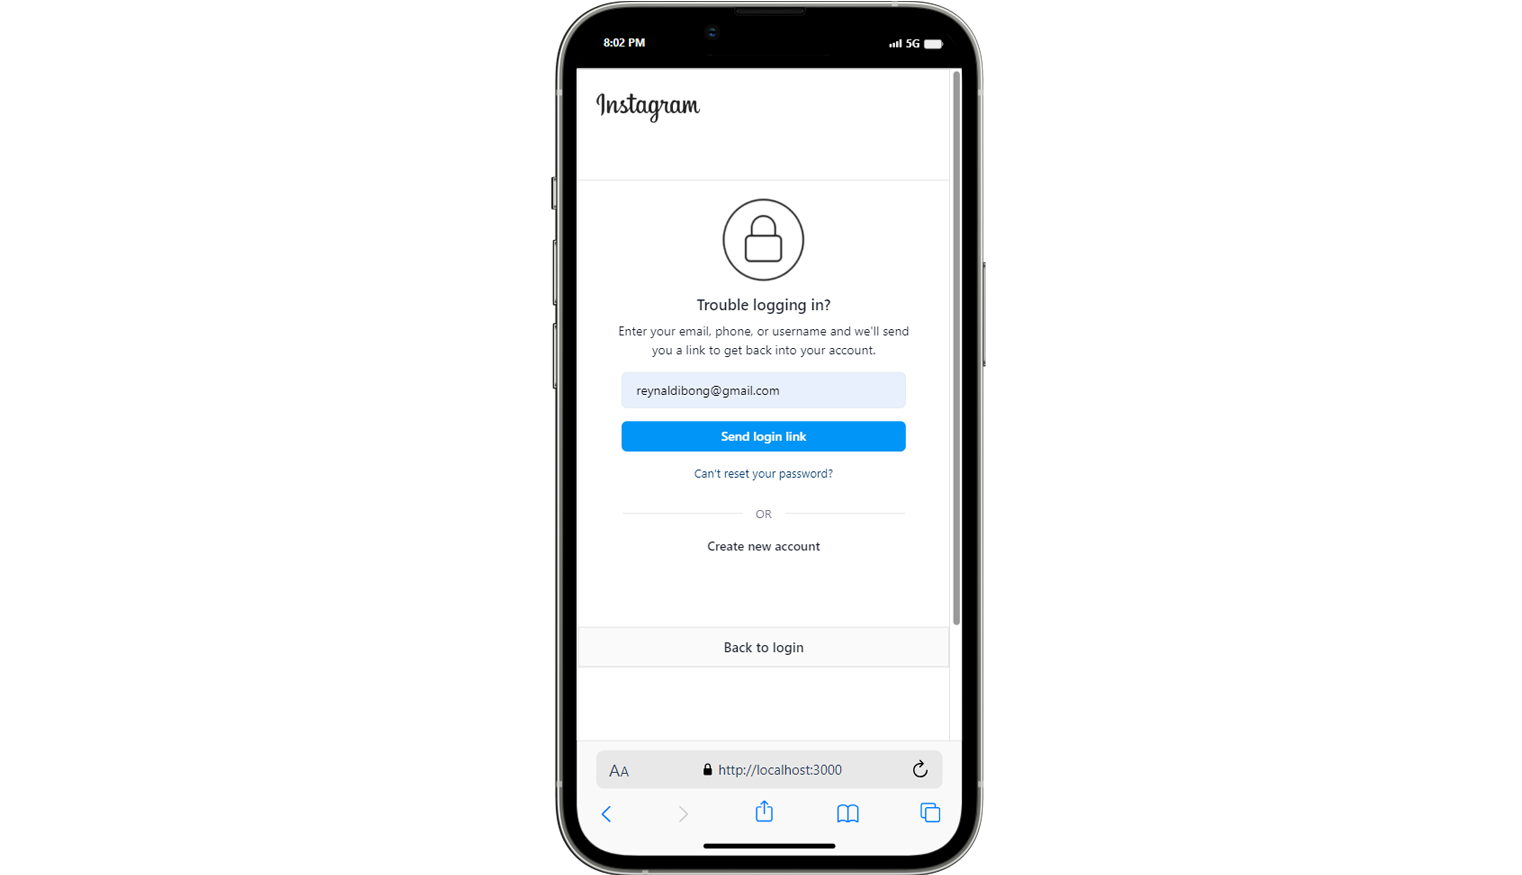 8:02 PM
5G
Instagram
Trouble logging in?
Enter your email, phone, or username and we'll send
you a link to get back into your account.
reynaldibong@gmail.com
Send login link
Can't reset your password?
OR
Create new account
Back to login
AA
http://localhost:3000